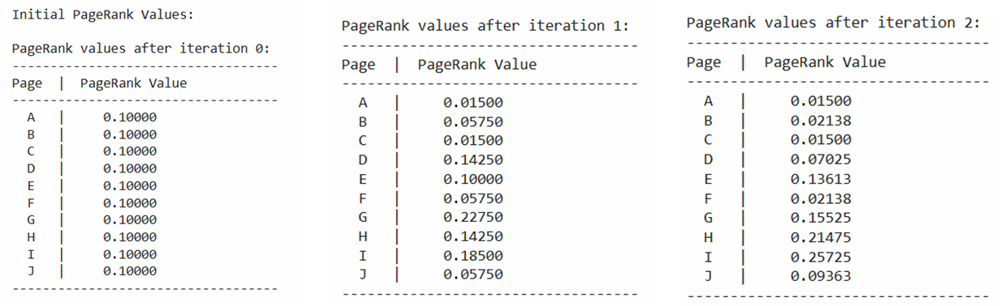 Initial PageRank Values:
PageRank values after iteration 0:
-----------------------------------
Page | PageRank Value
-----------------------------------
A | 0.10000
B | 0.10000
C | 0.10000
D | 0.10000
E | 0.10000
F | 0.10000
G | 0.10000
H | 0.10000
I | 0.10000
J | 0.10000
-----------------------------------
PageRank values after iteration 1:
-----------------------------------
Page | PageRank Value
-----------------------------------
A | 0.01500
B | 0.05750
C | 0.01500
D | 0.14250
E | 0.10000
F | 0.05750
G | 0.22750
H | 0.14250
I | 0.18500
J | 0.05750
-----------------------------------
PageRank values after iteration 2:
-----------------------------------
Page | PageRank Value
-----------------------------------
A | 0.01500
B | 0.02138
C | 0.01500
D | 0.07025
E | 0.13613
F | 0.02138
G | 0.15525
H | 0.21475
I | 0.25725
J | 0.09363
-----------------------------------